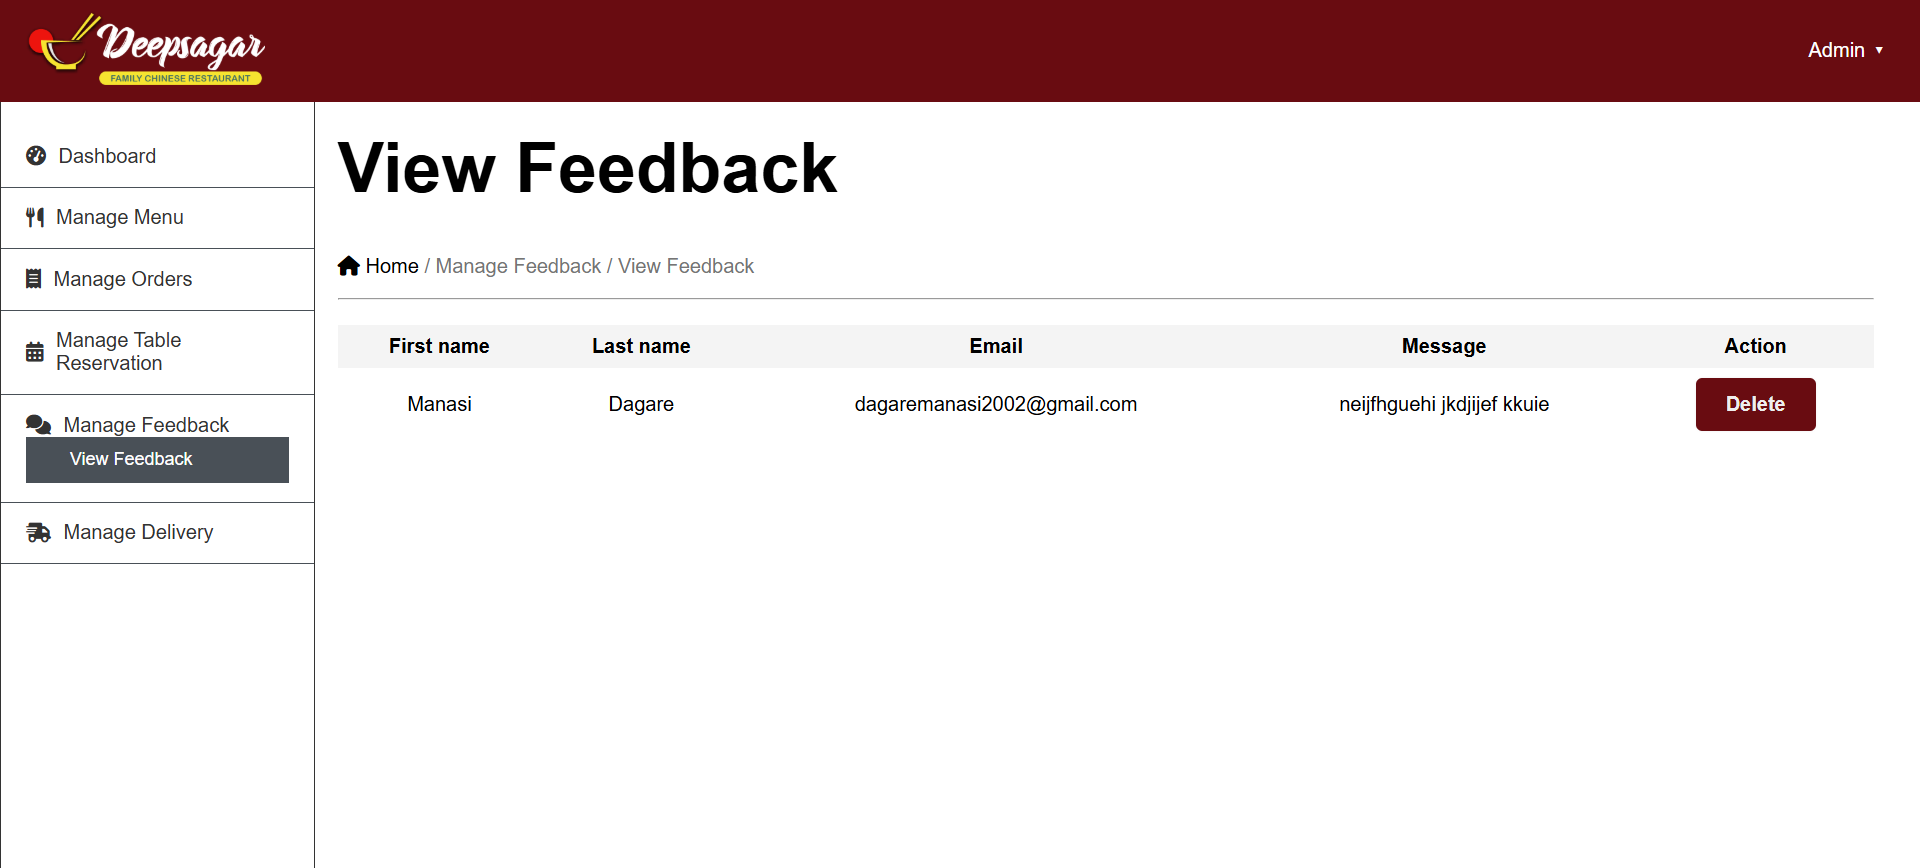 Deepsagar
FAMILY CHINESE RESTAURANT
Admin
Dashboard
Manage Menu
Manage Orders
Manage Table
Reservation
Manage Feedback
View Feedback
Manage Delivery
View Feedback
Home / Manage Feedback / View Feedback
First name Last name Email Message Action
Manasi Dagare dagaremanasi2002@gmail.com neijfhguehi jkdjijef kkuie Delete